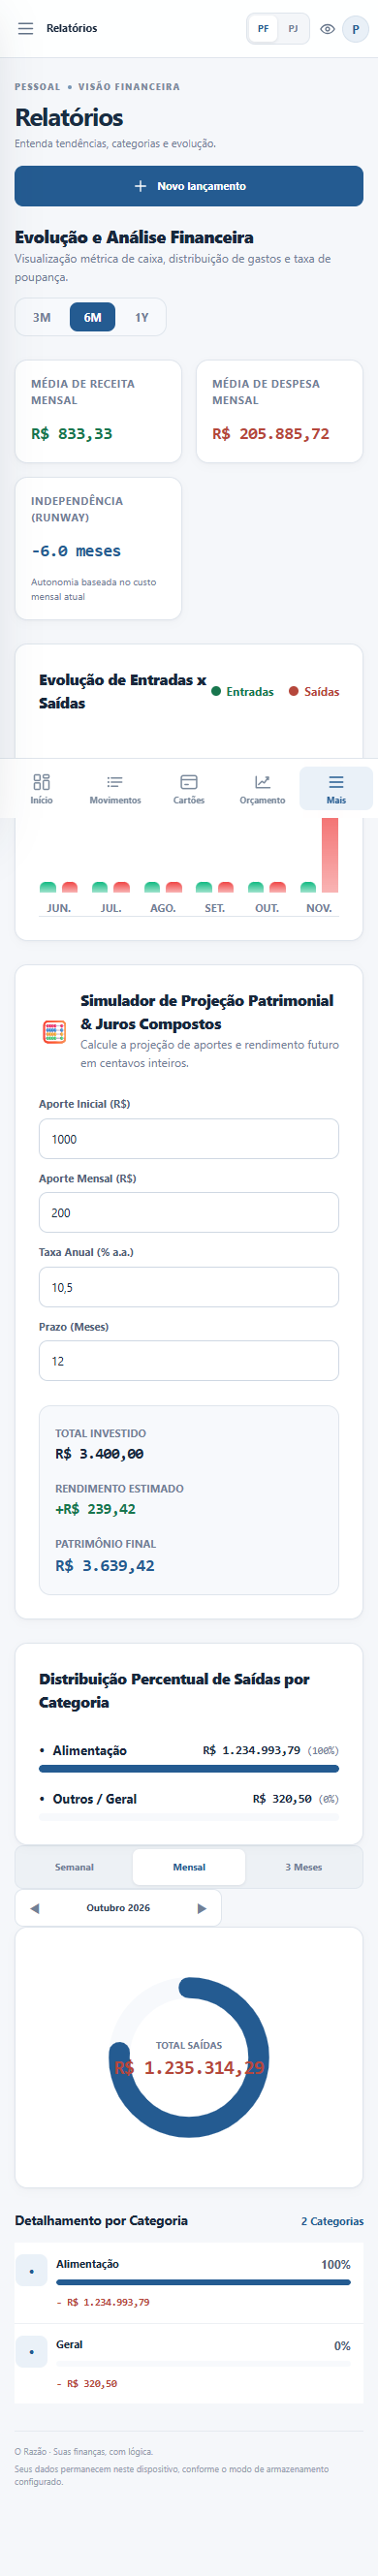 Relatórios
PF PJ
P
PESSOAL • VISÃO FINANCEIRA
Relatórios
Entenda tendências, categorias e evolução.
+ Novo lançamento
Evolução e Análise Financeira
Visualização métrica de caixa, distribuição de gastos e taxa de
poupança.
3M 6M 1Y
MÉDIA DE RECEITA
MENSAL
R$ 833,33
MÉDIA DE DESPESA
MENSAL
R$ 205.885,72
INDEPENDÊNCIA
(RUNWAY)
-6.0 meses
Autonomia baseada no custo
mensal atual
Evolução de Entradas x
Saídas
Entradas Saídas
Início Movimentos Cartões Orçamento Mais
JUN. JUL. AGO. SET. OUT. NOV.
Simulador de Projeção Patrimonial
& Juros Compostos
Calcule a projeção de aportes e rendimento futuro
em centavos inteiros.
Aporte Inicial (R$)
1000
Aporte Mensal (R$)
200
Taxa Anual (% a.a.)
10,5
Prazo (Meses)
12
TOTAL INVESTIDO
R$ 3.400,00
RENDIMENTO ESTIMADO
+R$ 239,42
PATRIMÔNIO FINAL
R$ 3.639,42
Distribuição Percentual de Saídas por
Categoria
• Alimentação R$ 1.234.993,79 (100%)
• Outros / Geral R$ 320,50 (0%)
Semanal Mensal 3 Meses
◀ Outubro 2026 ▶
TOTAL SAÍDAS
R$ 1.235.314,29
Detalhamento por Categoria 2 Categorias
• Alimentação 100%
- R$ 1.234.993,79
• Geral 0%
- R$ 320,50
O Razão · Suas finanças, com lógica.
Seus dados permanecem neste dispositivo, conforme o modo de armazenamento
configurado.